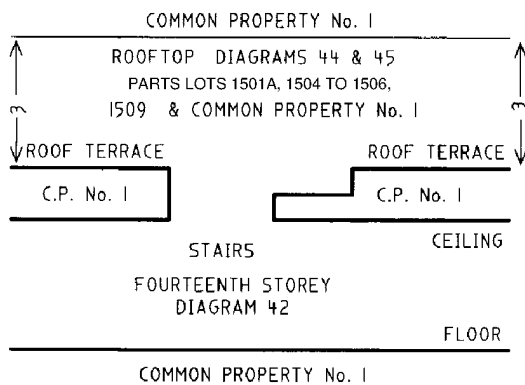 COMMON PROPERTY No. 1
ROOFTOP DIAGRAMS 44 & 45
PARTS LOTS 1501A, 1504 TO 1506,
1509 & COMMON PROPERTY No. 1
3
3
ROOF TERRACE
ROOF TERRACE
C.P. No. 1
C.P. No. 1
STAIRS
CEILING
FOURTEENTH STOREY
DIAGRAM 42
FLOOR
COMMON PROPERTY No. 1